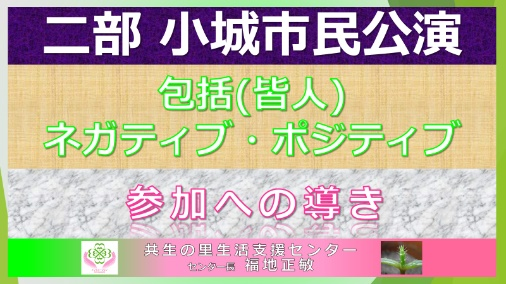 二部 小城市民公演
包括(皆人)
ネガティブ・ポジティブ
参加への導き
共生の里生活支援センター
センター長 福地正敏